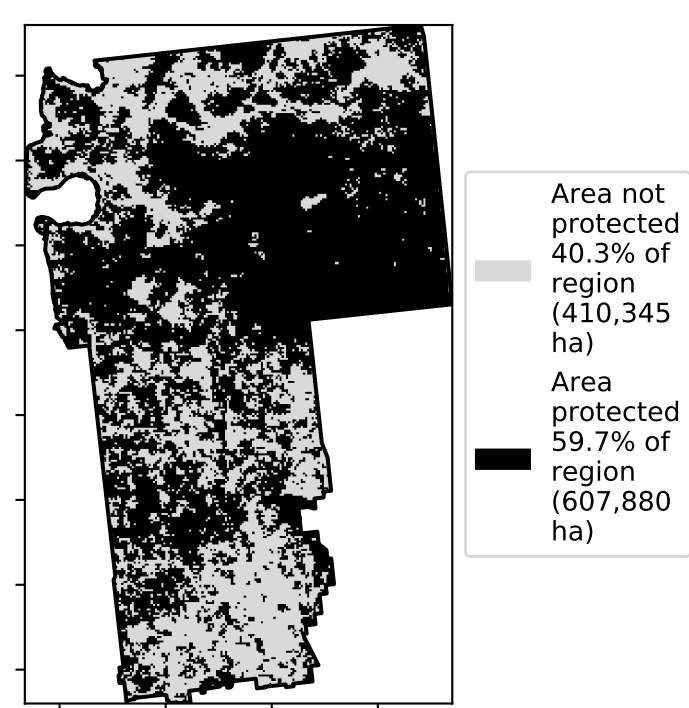 Area not
protected
40.3% of
region
(410,345
ha)
Area
protected
59.7% of
region
(607,880
ha)